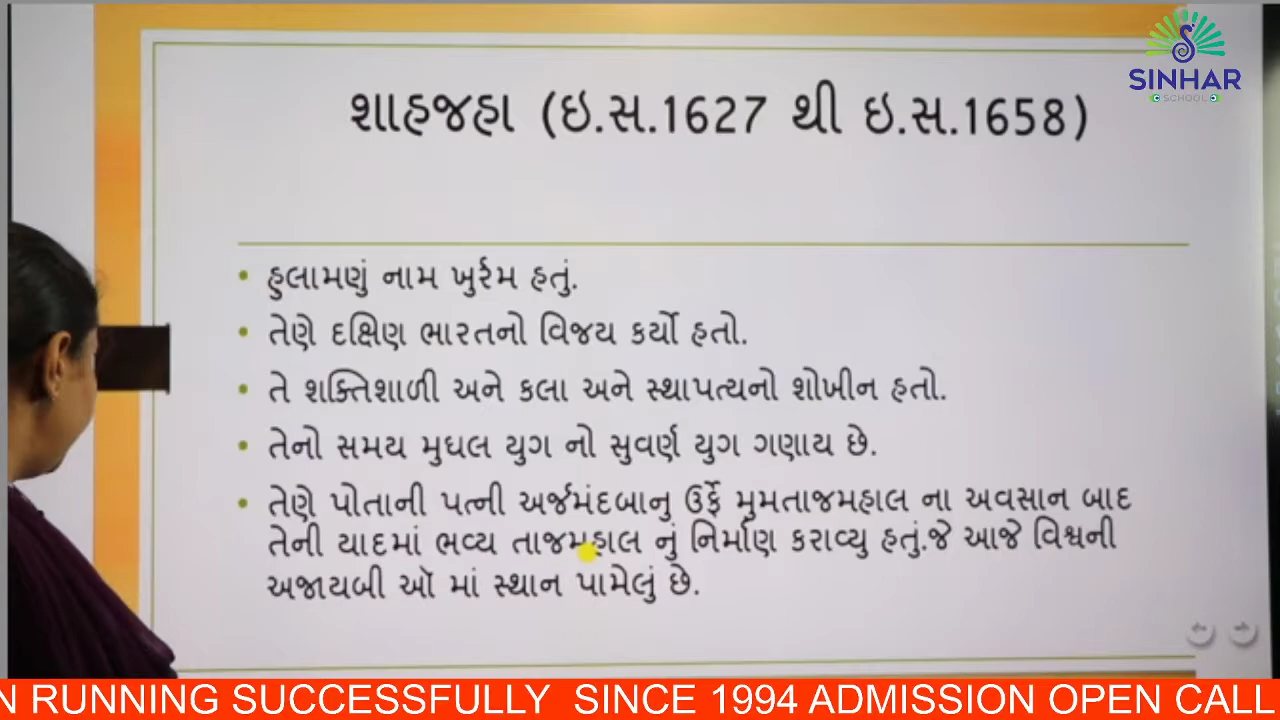 SINHAR
SCHOOL
શાહજહા (ઇ.સ.1627 થી ઇ.સ.1658)
• હુલામણું નામ ખુર્રમ હતું.
• તેણે દક્ષિણ ભારતનો વિજય કર્યો હતો.
• તે શક્તિશાળી અને કલા અને સ્થાપત્યનો શોખીન હતો.
• તેનો સમય મુઘલ યુગ નો સુવર્ણ યુગ ગણાય છે.
• તેણે પોતાની પત્ની અર્જમંદબાનુ ઉર્ફે મુમતાજમહાલ ના અવસાન બાદ
તેની યાદમાં ભવ્ય તાજમહાલ નું નિર્માણ કરાવ્યુ હતું.જે આજે વિશ્વની
અજાયબી ઑ માં સ્થાન પામેલું છે.
N RUNNING SUCCESSFULLY SINCE 1994 ADMISSION OPEN CALL